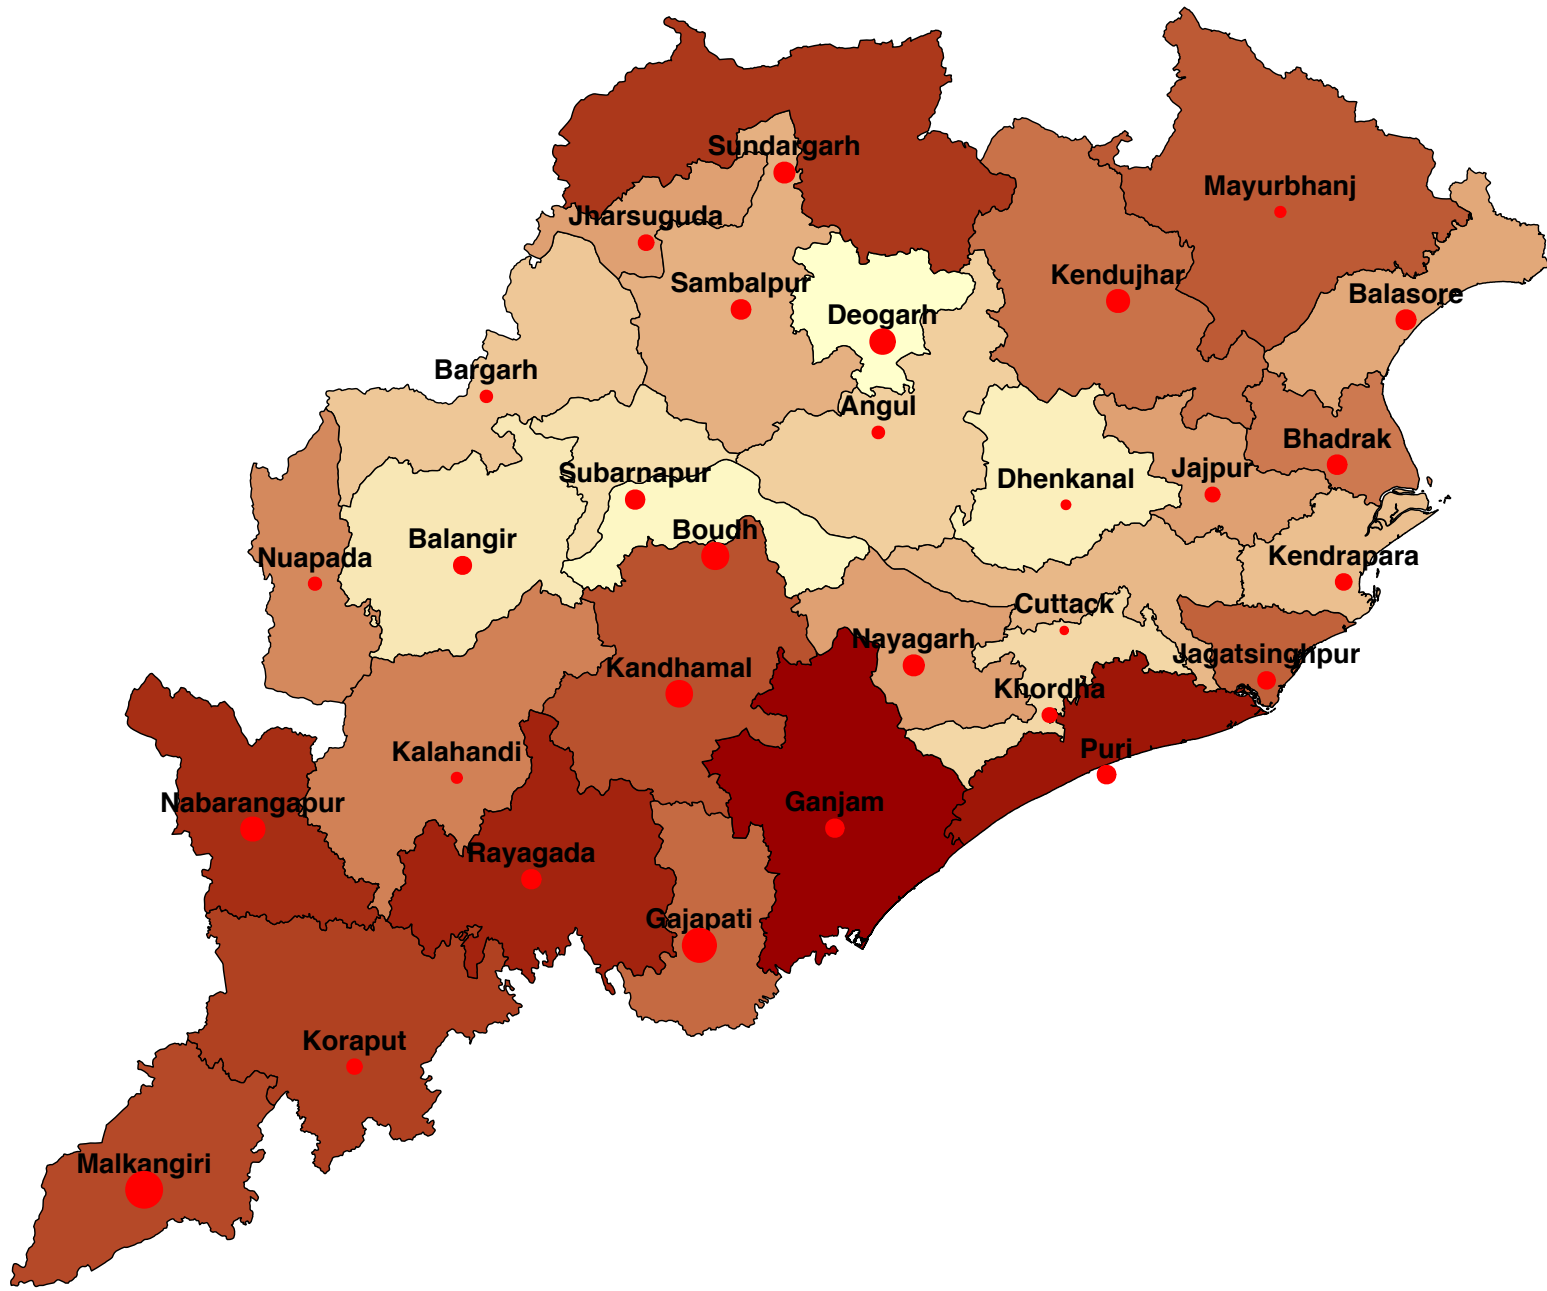 Sundargarh
Mayurbhanj
Jharsuguda
Kendujhar
Sambalpur
Balasore
Deogarh
Bargarh
Angul
Bhadrak
Jajpur
Subarnapur
Dhenkanal
Boudh
Balangir
Nuapada
Kendrapara
Cuttack
Nayagarh
Jagatsinghpur
Kandhamal
Khordha
Puri
Kalahandi
Nabarangapur
Ganjam
Rayagada
Gajapati
Koraput
Malkangiri